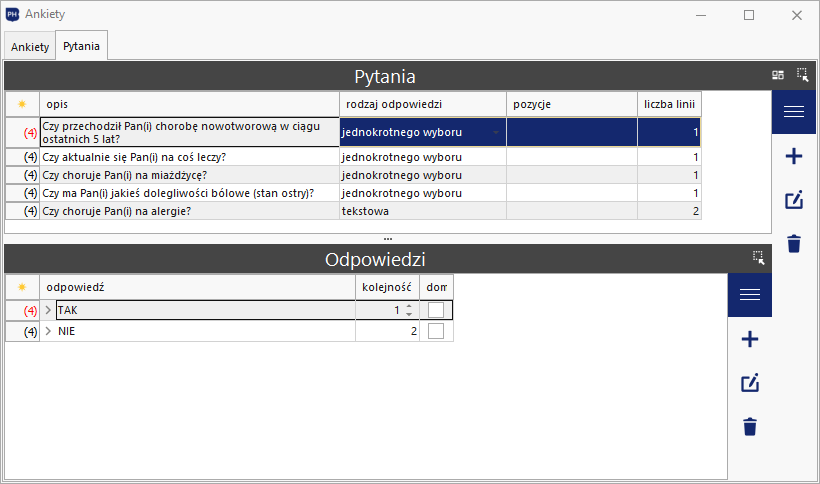 PH Ankiety
Ankiety Pytania
Pytania
opis rodzaj odpowiedzi pozycje liczba linii
(4) Czy przechodził Pan(i) chorobę nowotworową w ciągu
ostatnich 5 lat? jednokrotnego wyboru 1
(4) Czy aktualnie się Pan(i) na coś leczy? jednokrotnego wyboru 1
(4) Czy choruje Pan(i) na miażdżycę? jednokrotnego wyboru 1
(4) Czy ma Pan(i) jakieś dolegliwości bólowe (stan ostry)? jednokrotnego wyboru 1
(4) Czy choruje Pan(i) na alergie? tekstowa 2
Odpowiedzi
odpowiedź kolejność dom
(4) TAK 1
(4) NIE 2